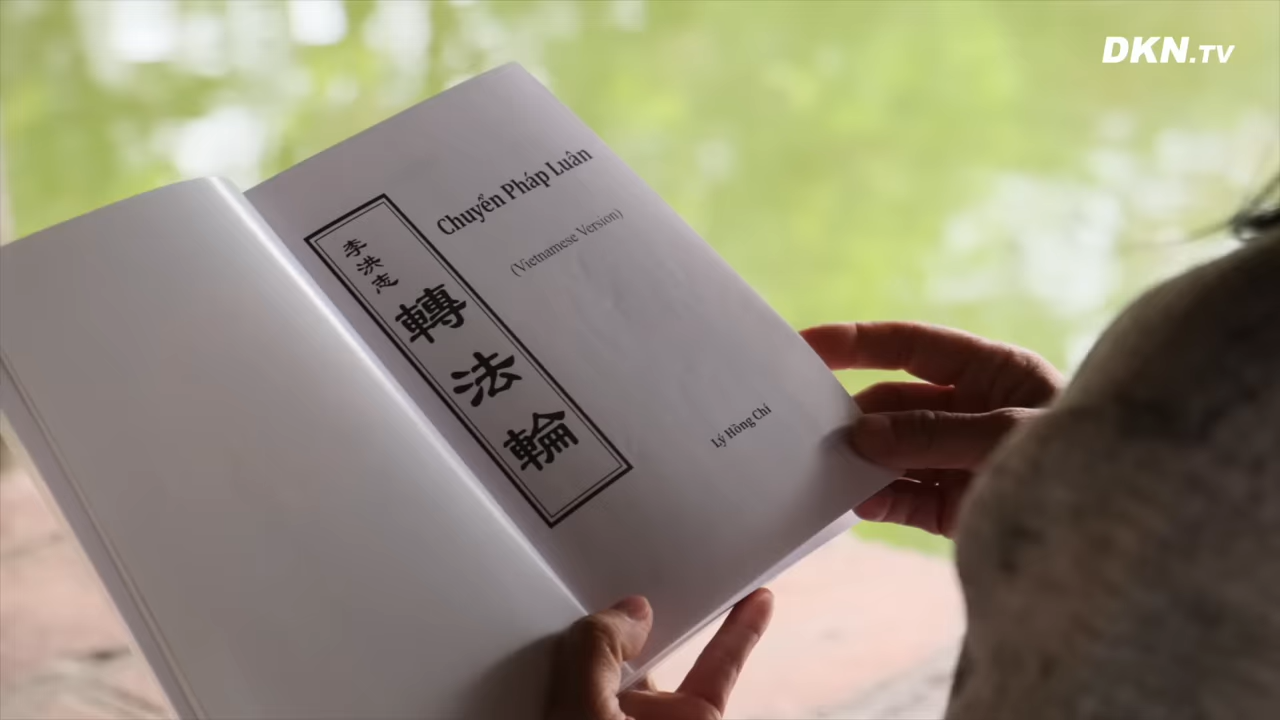 DKN.TV
Chuyển Pháp Luân
(Vietnamese Version)
李洪志
轉法輪
Lý Hồng Chí